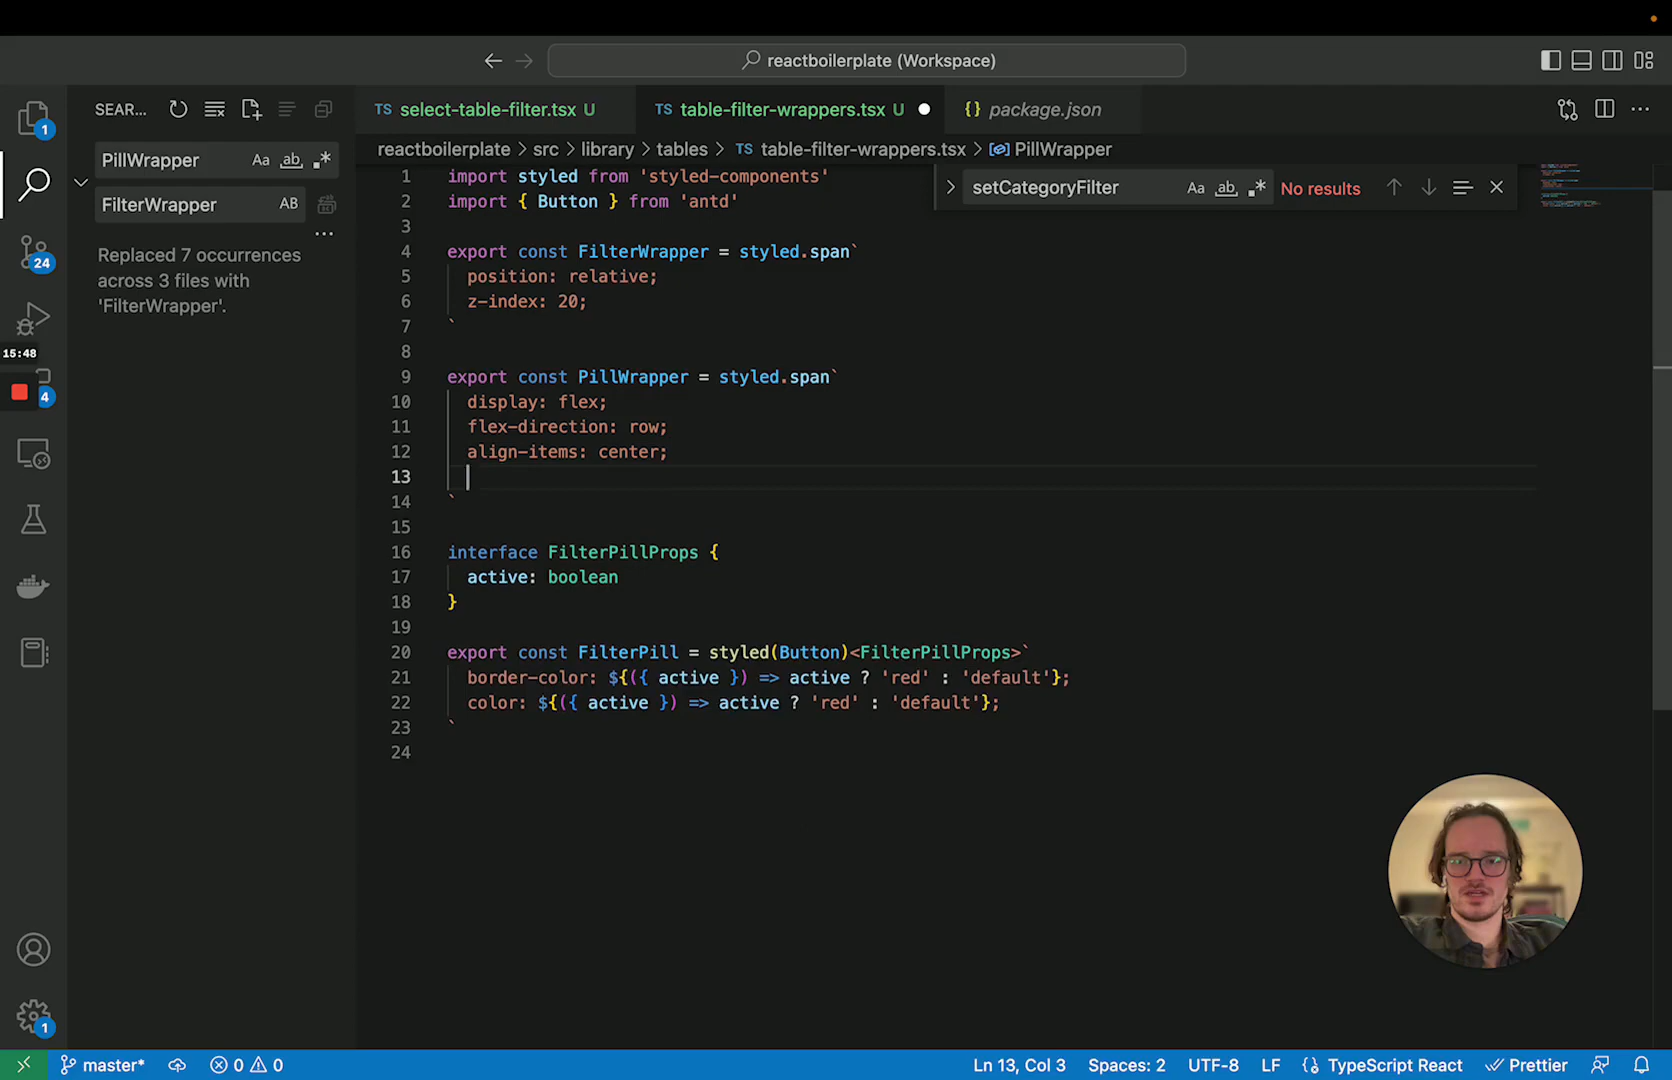 reactboilerplate (Workspace)
SEAR...
TS select-table-filter.tsx U
TS table-filter-wrappers.tsx U
{} package.json
1
PillWrapper
Aa ab .*
reactboilerplate > src > library > tables > TS table-filter-wrappers.tsx > PillWrapper
FilterWrapper
AB
setCategoryFilter
Aa ab .*
No results
...
Replaced 7 occurrences
across 3 files with
'FilterWrapper'.
24
15:48
4
1 import styled from 'styled-components'
2 import { Button } from 'antd'
3
4 export const FilterWrapper = styled.span`
5 position: relative;
6 z-index: 20;
7 `
8
9 export const PillWrapper = styled.span`
10 display: flex;
11 flex-direction: row;
12 align-items: center;
13
14 `
15
16 interface FilterPillProps {
17 active: boolean
18 }
19
20 export const FilterPill = styled(Button)<FilterPillProps>`
21 border-color: ${({ active }) => active ? 'red' : 'default'};
22 color: ${({ active }) => active ? 'red' : 'default'};
23 `
24
1
master*
0
0
Ln 13, Col 3
Spaces: 2
UTF-8
LF
{} TypeScript React
Prettier